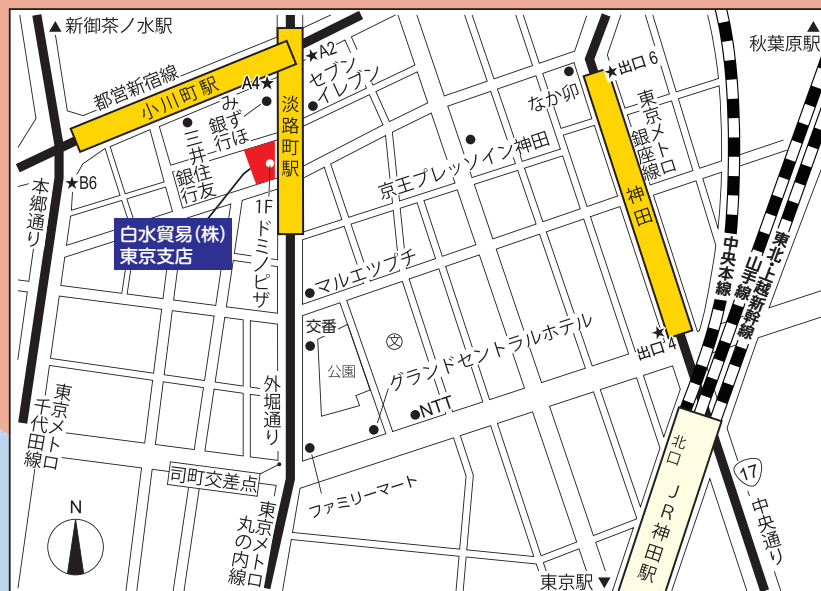 ▲新御茶ノ水駅
秋葉原駅▲
都営新宿線
小川町駅
★A2
A4★
セブン
イレブン
みずほ
銀行
三井住友
銀行
淡路町駅
★B6
本郷通り
白水貿易(株)
東京支店
1F ドミノピザ
なか卯
★出口6
東京メトロ
銀座線
京王プレッソイン神田
神田
マルエツプチ
交番
公園
文
グランドセントラルホテル
NTT
★
出口4
中央本線
山手線
東北・上越新幹線
外堀通り
東京メトロ
千代田線
司町交差点
ファミリーマート
東京メトロ
丸の内線
N
北口
JR神田駅
17
中央通り
東京駅▼